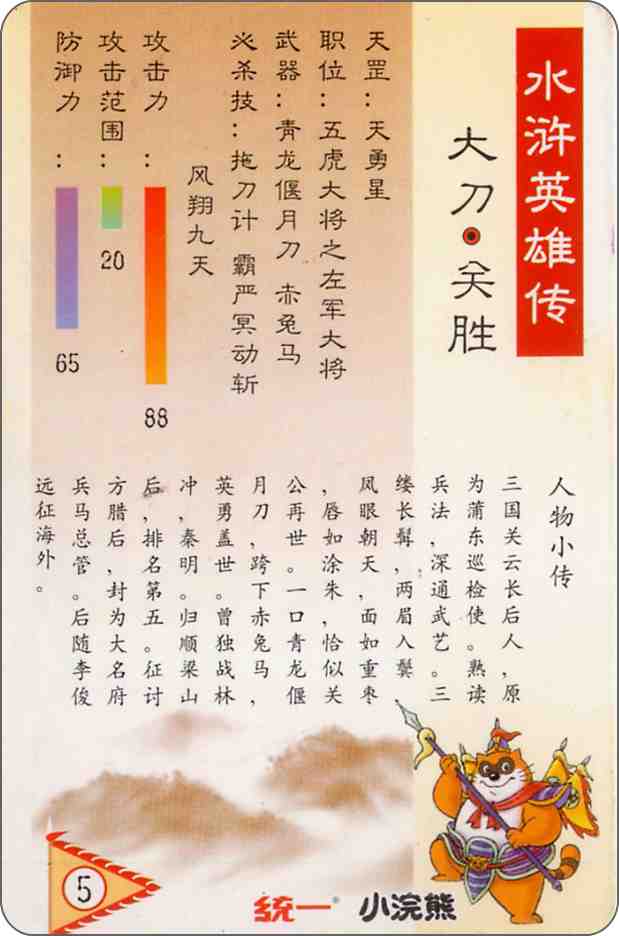 水浒英雄传
大刀·关胜
天罡：天勇星
职位：五虎大将之左军大将
武器：青龙偃月刀 赤兔马
必杀技：拖刀计 霸严冥动斩
风翔九天
攻击力：
88
攻击范围：
20
防御力：
65
人物小传
三国关云长后人，原
为蒲东巡检使。熟读
兵法，深通武艺。三
缕长髯，两眉入鬓，
凤眼朝天，面如重枣
，唇如涂朱，恰似关
公再世。一口青龙偃
月刀，跨下赤兔马，
英勇盖世。曾独战林
冲，秦明。归顺梁山
后，排名第五。征讨
方腊后，封为大名府
兵马总管。后随李俊
远征海外。
5
统一® 小浣熊